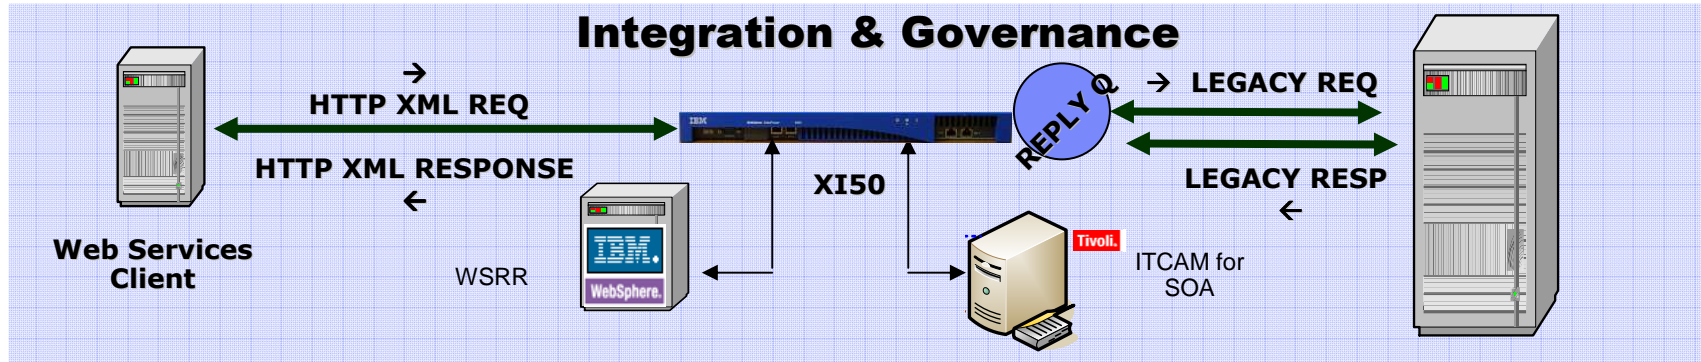 Integration & Governance
→
HTTP XML REQ
HTTP XML RESPONSE
←
Web Services
Client
IBM
XI50
REPLY Q
→ LEGACY REQ
LEGACY RESP
←
WSRR
IBM.
WebSphere.
Tivoli.
ITCAM for
SOA